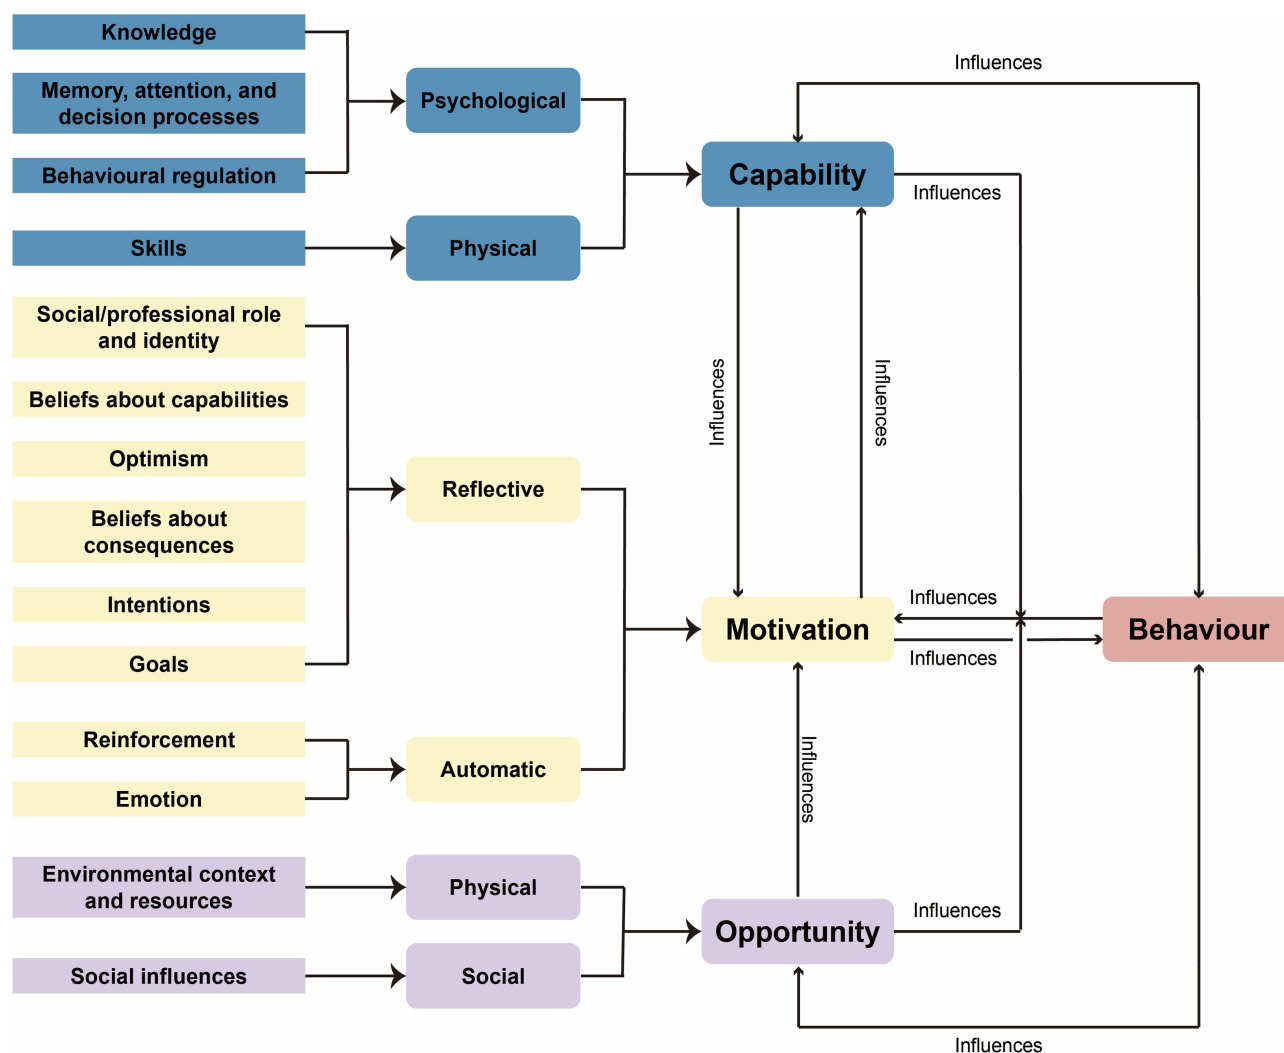 Knowledge
Memory, attention, and
decision processes
Behavioural regulation
Skills
Social/professional role
and identity
Beliefs about capabilities
Optimism
Beliefs about
consequences
Intentions
Goals
Reinforcement
Emotion
Environmental context
and resources
Social influences
Psychological
Physical
Reflective
Automatic
Physical
Social
Capability
Motivation
Opportunity
Influences
Influences
Influences
Influences
Influences
Influences
Influences
Influences
Influences
Behaviour